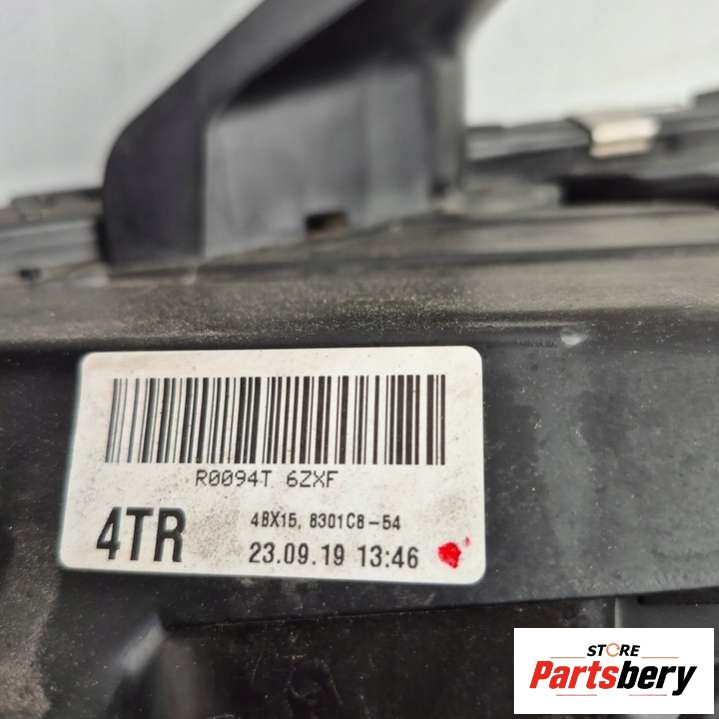 R0094T 6ZXF
4TR
4BX15, 8301C8-54
23.09.19 13:46
STORE
Partsbery